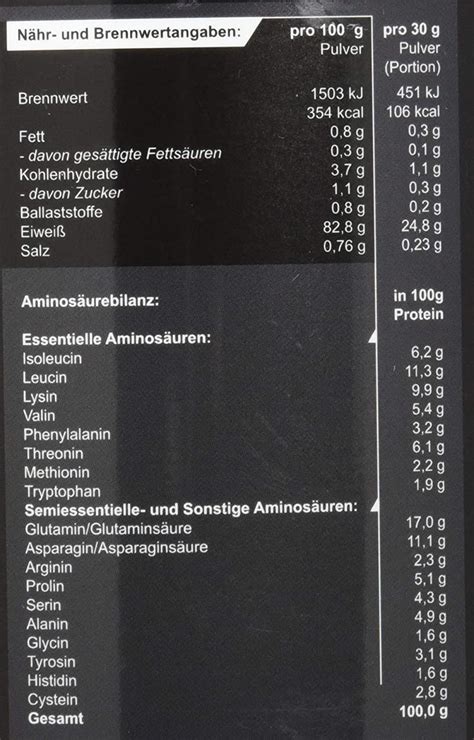 Nähr- und Brennwertangaben: pro 100 g pro 30 g
Pulver Pulver
(Portion)
Brennwert 1503 kJ 451 kJ
354 kcal 106 kcal
Fett 0,8 g 0,3 g
- davon gesättigte Fettsäuren 0,3 g 0,1 g
Kohlenhydrate 3,7 g 1,1 g
- davon Zucker 1,1 g 0,3 g
Ballaststoffe 0,8 g 0,2 g
Eiweiß 82,8 g 24,8 g
Salz 0,76 g 0,23 g
Aminosäurebilanz: in 100g
Protein
Essentielle Aminosäuren:
Isoleucin 6,2 g
Leucin 11,3 g
Lysin 9,9 g
Valin 5,4 g
Phenylalanin 3,2 g
Threonin 6,1 g
Methionin 2,2 g
Tryptophan 1,9 g
Semiessentielle- und Sonstige Aminosäuren:
Glutamin/Glutaminsäure 17,0 g
Asparagin/Asparaginsäure 11,1 g
Arginin 2,3 g
Prolin 5,1 g
Serin 4,3 g
Alanin 4,9 g
Glycin 1,6 g
Tyrosin 3,1 g
Histidin 1,6 g
Cystein 2,8 g
Gesamt 100,0 g